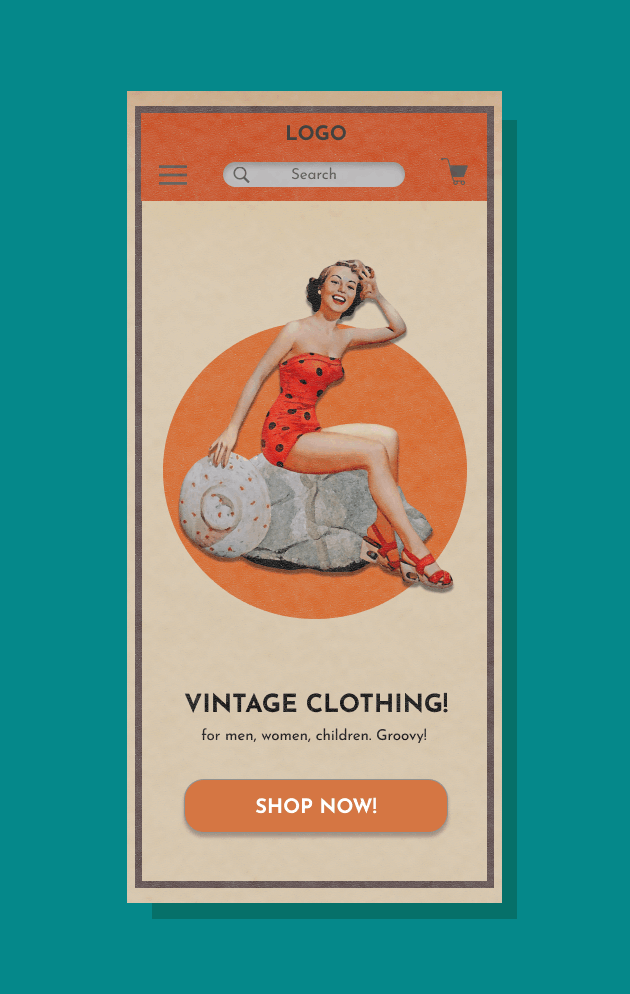 LOGO
Search
VINTAGE CLOTHING!
for men, women, children. Groovy!
SHOP NOW!